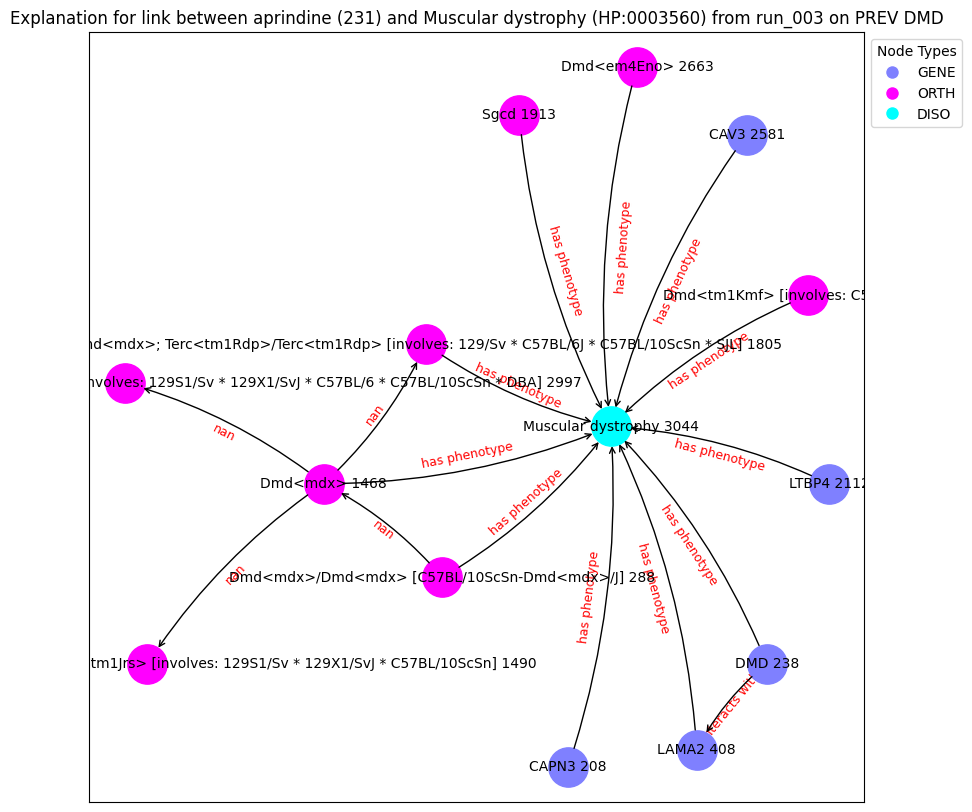 Explanation for link between aprindine (231) and Muscular dystrophy (HP:0003560) from run_003 on PREV DMD
Node Types
GENE
ORTH
DISO
Dmd<em4Eno> 2663
Sgcd 1913
CAV3 2581
has phenotype
has phenotype
has phenotype
Dmd<tm1Kmf> [involves: C5
d<mdx>; Terc<tm1Rdp>/Terc<tm1Rdp> [involves: 129/Sv * C57BL/6J * C57BL/10ScSn * SJL] 1805
has phenotype
has phenotype
nvolves: 129S1/Sv * 129X1/SvJ * C57BL/6 * C57BL/10ScSn * DBA] 2997
nan
nan
Muscular dystrophy 3044
has phenotype
has phenotype
Dmd<mdx> 1468
LTBP4 2112
has phenotype
has phenotype
nan
nan
Dmd<mdx>/Dmd<mdx> [C57BL/10ScSn-Dmd<mdx>/J] 288
has phenotype
has phenotype
tm1Jrs> [involves: 129S1/Sv * 129X1/SvJ * C57BL/10ScSn] 1490
DMD 238
teracts wit
LAMA2 408
CAPN3 208